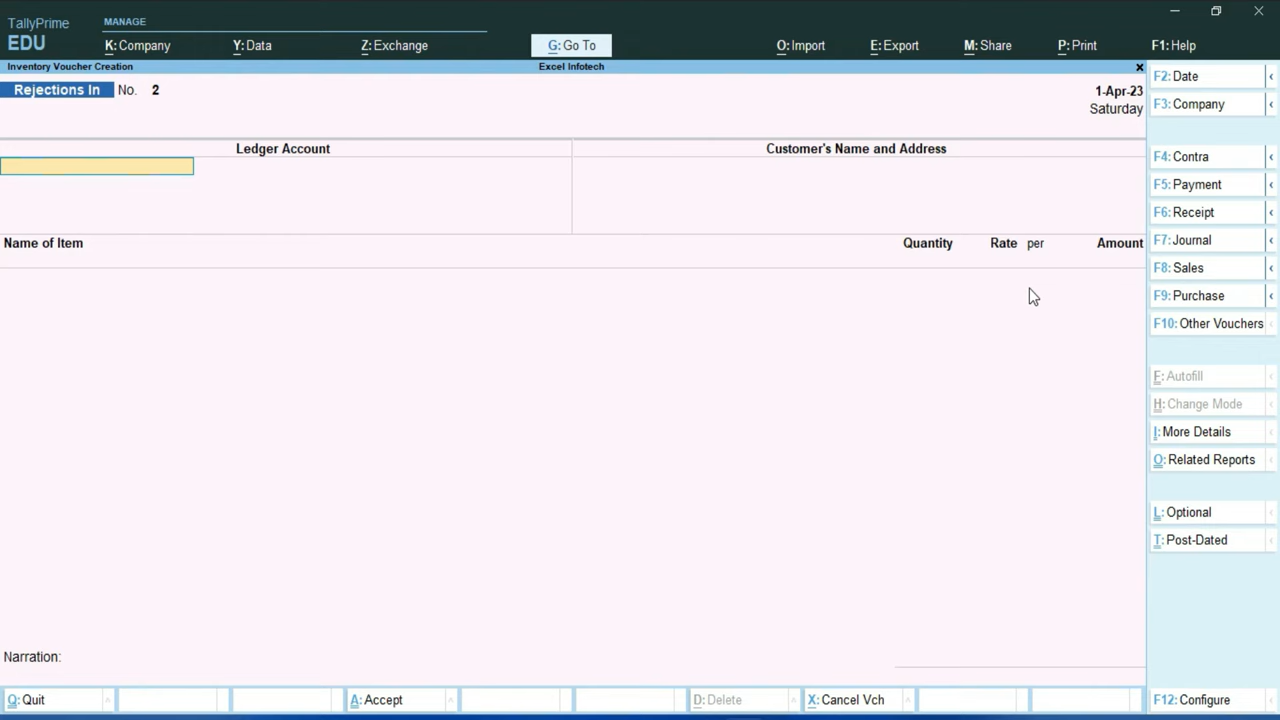 TallyPrime
EDU
MANAGE
K: Company
Y: Data
Z: Exchange
G: Go To
O: Import
E: Export
M: Share
P: Print
F1: Help
Inventory Voucher Creation
Excel Infotech
x
Rejections In No. 2
1-Apr-23
Saturday
Ledger Account
Customer's Name and Address
Name of Item
Quantity
Rate per
Amount
Narration:
F2: Date
F3: Company
F4: Contra
F5: Payment
F6: Receipt
F7: Journal
F8: Sales
F9: Purchase
F10: Other Vouchers
F: Autofill
H: Change Mode
I: More Details
O: Related Reports
L: Optional
T: Post-Dated
Q: Quit
A: Accept
D: Delete
X: Cancel Vch
F12: Configure